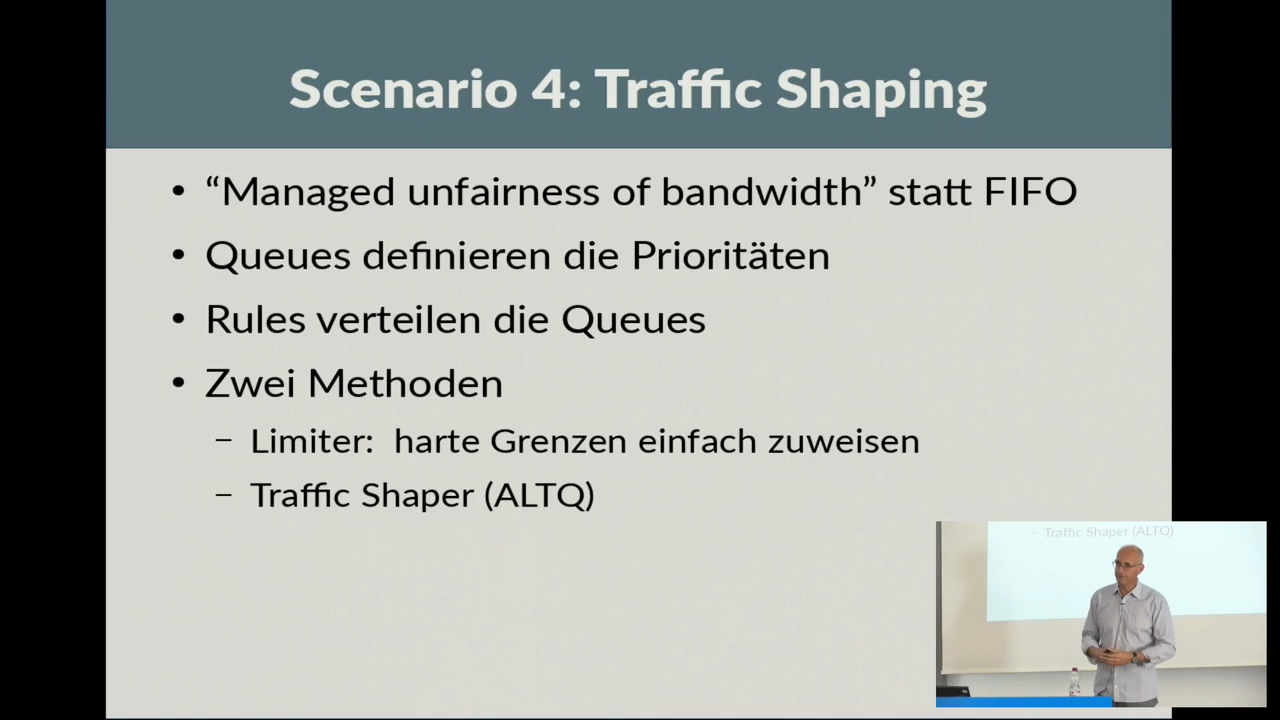 Scenario 4: Traffic Shaping
• “Managed unfairness of bandwidth” statt FIFO
• Queues definieren die Prioritäten
• Rules verteilen die Queues
• Zwei Methoden
– Limiter: harte Grenzen einfach zuweisen
– Traffic Shaper (ALTQ)
– Traffic Shaper (ALTQ)